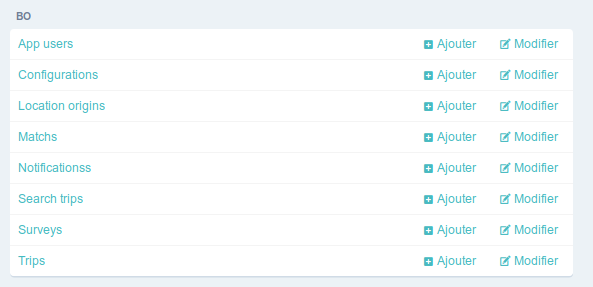 BO
App users Ajouter Modifier
Configurations Ajouter Modifier
Location origins Ajouter Modifier
Matchs Ajouter Modifier
Notificationss Ajouter Modifier
Search trips Ajouter Modifier
Surveys Ajouter Modifier
Trips Ajouter Modifier